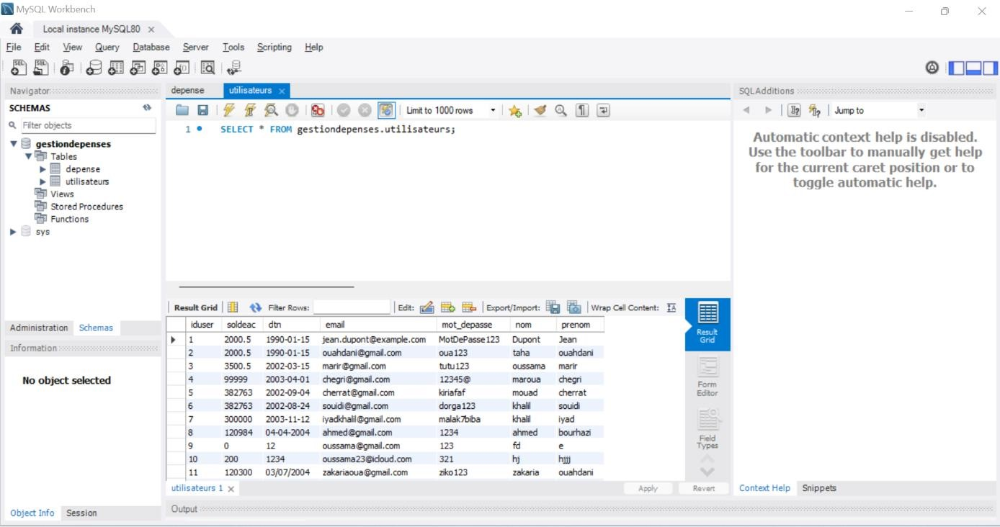 MySQL Workbench
Local instance MySQL80
File Edit View Query Database Server Tools Scripting Help
Navigator
SCHEMAS
Filter objects
gestiondepenses
Tables
depense
utilisateurs
Views
Stored Procedures
Functions
sys
Administration Schemas
Information
No object selected
Object Info Session
depense utilisateurs
Limit to 1000 rows
1 SELECT * FROM gestiondepenses.utilisateurs;
Result Grid Filter Rows: Edit: Export/Import: Wrap Cell Content:
iduser soldeac dtn email mot_depasse nom prenom
1 2000.5 1990-01-15 jean.dupont@example.com MotDePasse123 Dupont Jean
2 2000.5 1990-01-15 ouahdani@gmail.com oua123 taha ouahdani
3 3500.5 2002-03-15 marir@gmail.com tutu123 oussama marir
4 99999 2003-04-01 chegri@gmail.com 12345@ maroua chegri
5 382763 2002-09-04 cherrat@gmail.com kiriafaf mouad cherrat
6 382763 2002-08-24 souidi@gmail.com dorga123 khalil souidi
7 300000 2003-11-12 iyadkhalil@gmail.com malak7biba khalil iyad
8 120984 04-04-2004 ahmed@gmail.com 1234 ahmed bourhazi
9 0 12 oussama@gmail.com 123 fd e
10 200 1234 oussama23@icloud.com 321 hj hjjj
11 120300 03/07/2004 zakariaoua@gmail.com ziko123 zakaria ouahdani
Result
Grid
Form
Editor
Field
Types
utilisateurs 1
Apply Revert
Output
SQLAdditions
Jump to
Automatic context help is disabled.
Use the toolbar to manually get help
for the current caret position or to
toggle automatic help.
Context Help Snippets